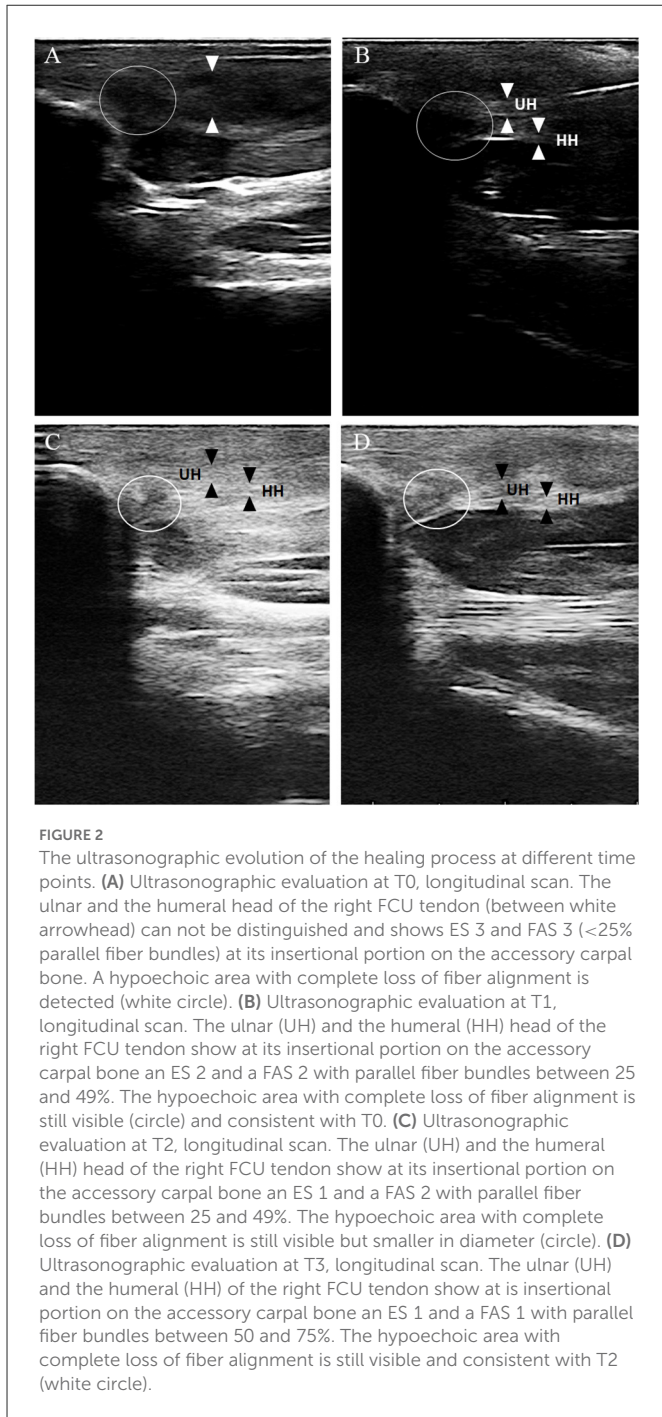 A
B
UH
HH
C
UH
HH
D
UH
HH
FIGURE 2
The ultrasonographic evolution of the healing process at different time
points. (A) Ultrasonographic evaluation at T0, longitudinal scan. The
ulnar and the humeral head of the right FCU tendon (between white
arrowhead) can not be distinguished and shows ES 3 and FAS 3 (<25%
parallel fiber bundles) at its insertional portion on the accessory carpal
bone. A hypoechoic area with complete loss of fiber alignment is
detected (white circle). (B) Ultrasonographic evaluation at T1,
longitudinal scan. The ulnar (UH) and the humeral (HH) head of the
right FCU tendon show at its insertional portion on the accessory
carpal bone an ES 2 and a FAS 2 with parallel fiber bundles between 25
and 49%. The hypoechoic area with complete loss of fiber alignment is
still visible (circle) and consistent with T0. (C) Ultrasonographic
evaluation at T2, longitudinal scan. The ulnar (UH) and the humeral
(HH) head of the right FCU tendon show at its insertional portion on
the accessory carpal bone an ES 1 and a FAS 2 with parallel fiber
bundles between 25 and 49%. The hypoechoic area with complete
loss of fiber alignment is still visible but smaller in diameter (circle). (D)
Ultrasonographic evaluation at T3, longitudinal scan. The ulnar (UH)
and the humeral (HH) of the right FCU tendon show at is insertional
portion on the accessory carpal bone an ES 1 and a FAS 1 with parallel
fiber bundles between 50 and 75%. The hypoechoic area with
complete loss of fiber alignment is still visible and consistent with T2
(white circle).